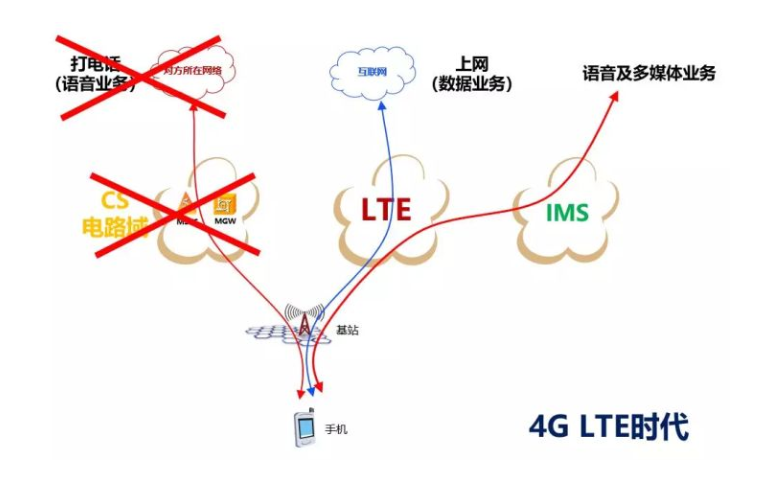 打电话
(语音业务)
对方所在网络
互联网
上网
(数据业务)
语音及多媒体业务
CS
电路域
MGW
LTE
IMS
基站
手机
4G LTE时代